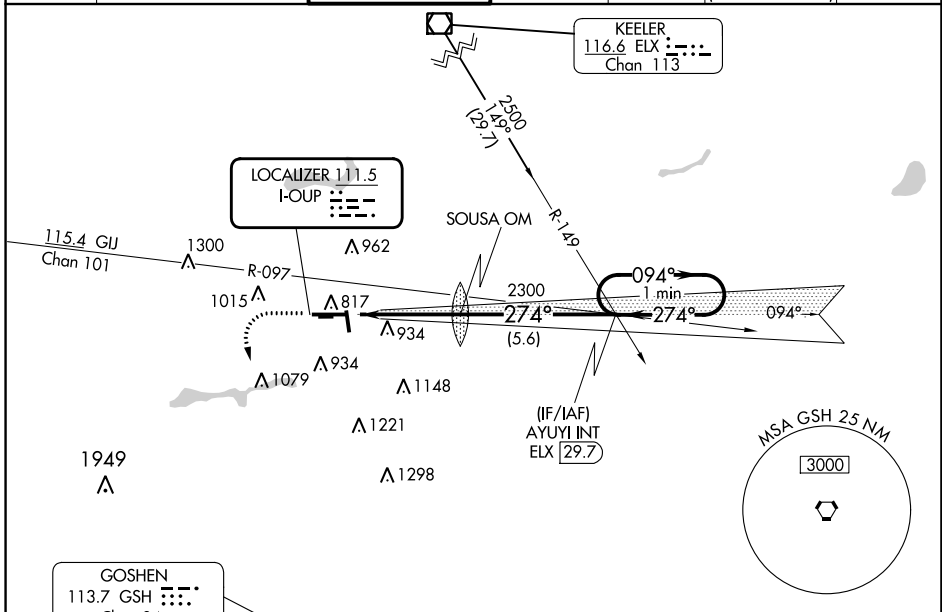 KEELER
116.6 ELX
Chan 113
2500
149°
(29.7)
LOCALIZER 111.5
I-OUP
SOUSA OM
R-149
115.4 GIJ
Chan 101
1300
962
R-097
094°
1 min
2300
1015
817
274°
274°
094°
934
(5.6)
934
1079
1148
(IF/IAF)
AYUYI INT
ELX 29.7
1221
MSA GSH 25 NM
3000
1949
1298
GOSHEN
113.7 GSH